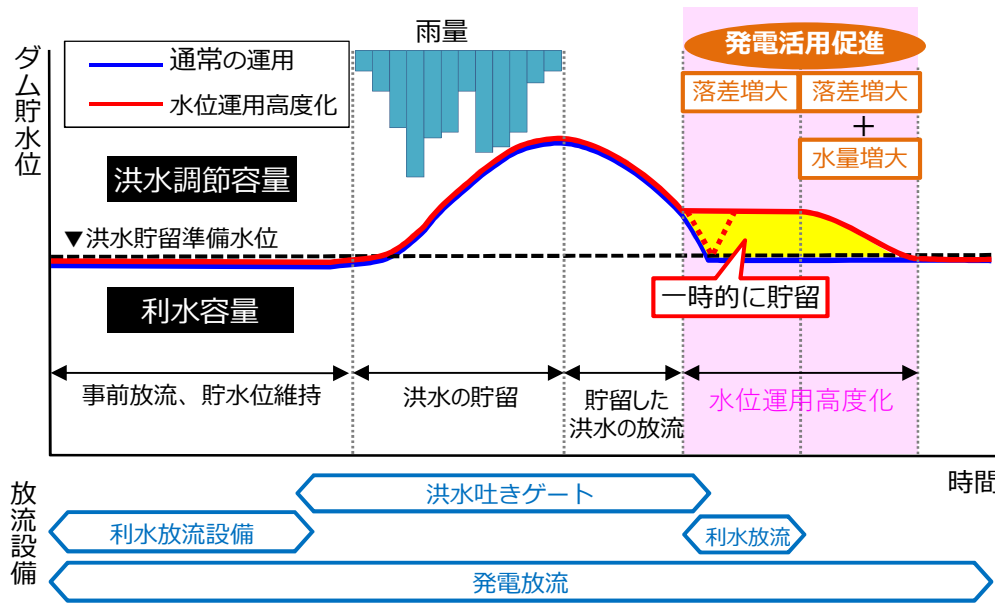 ダム貯水位
通常の運用
水位運用高度化
雨量
発電活用促進
落差増大
落差増大
+
水量増大
洪水調節容量
▼洪水貯留準備水位
利水容量
一時的に貯留
事前放流、貯水位維持
洪水の貯留
貯留した
洪水の放流
水位運用高度化
時間
放流設備
洪水吐きゲート
利水放流設備
利水放流
発電放流